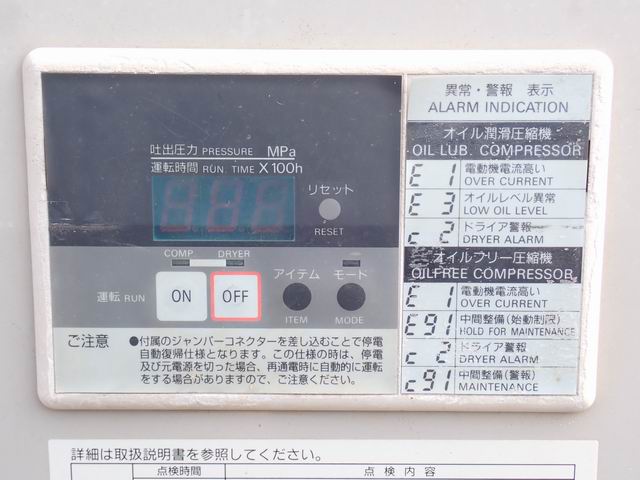 吐出圧力 PRESSURE MPa
運転時間 RUN. TIME X100h
リセット
RESET
COMP DRYER
運転 RUN ON OFF
アイテム
ITEM
モード
MODE
ご注意
●付属のジャンパーコネクターを差し込むことで停電
自動復帰仕様となります。この仕様の時は、停電
及び元電源を切った場合、再通電時に自動的に運転
をする場合がありますので、ご注意ください。
異常・警報 表示
ALARM INDICATION
オイル潤滑圧縮機
OIL LUB. COMPRESSOR
E 1 電動機電流高い
OVER CURRENT
E 3 オイルレベル異常
LOW OIL LEVEL
c 2 ドライア警報
DRYER ALARM
オイルフリー圧縮機
OILFREE COMPRESSOR
E 1 電動機電流高い
OVER CURRENT
E91 中間整備(始動制限)
HOLD FOR MAINTENANCE
c 2 ドライア警報
DRYER ALARM
c91 中間整備(警報)
MAINTENANCE
詳細は取扱説明書を参照してください。
点検時間 点検内容